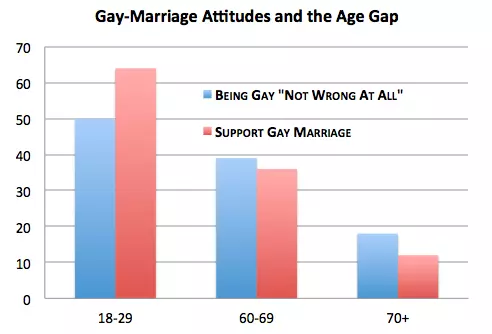 Gay-Marriage Attitudes and the Age Gap
70
60
50
40
30
20
10
0
BEING GAY "NOT WRONG AT ALL"
SUPPORT GAY MARRIAGE
18-29 60-69 70+